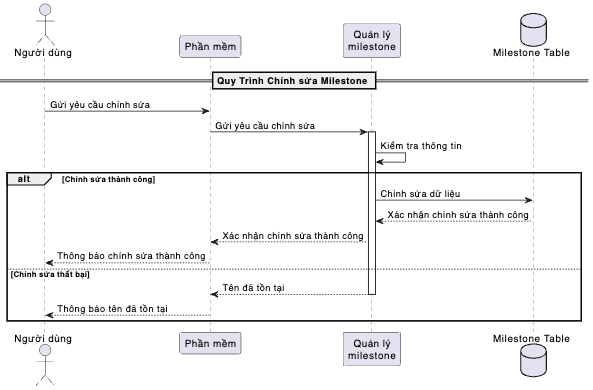 Người dùng
Phần mềm
Quản lý
milestone
Milestone Table
Quy Trình Chỉnh sửa Milestone
Gửi yêu cầu chỉnh sửa
Gửi yêu cầu chỉnh sửa
Kiểm tra thông tin
alt
[Chỉnh sửa thành công]
Chỉnh sửa dữ liệu
Xác nhận chỉnh sửa thành công
Xác nhận chỉnh sửa thành công
Thông báo chỉnh sửa thành công
[Chỉnh sửa thất bại]
Tên đã tồn tại
Thông báo tên đã tồn tại
Người dùng
Phần mềm
Quản lý
milestone
Milestone Table